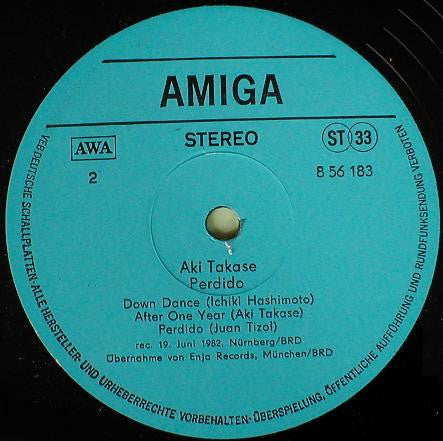 AMIGA
STEREO
ST 33
AWA
2
8 56 183
Aki Takase
Perdido
Down Dance (Ichiki Hashimoto)
After One Year (Aki Takase)
Perdido (Juan Tizol)
rec. 19. Juni 1982, Nürnberg/BRD
Übernahme von Enja Records, München/BRD
VEB DEUTSCHE SCHALLPLATTEN·ALLE HERSTELLER- UND URHEBERRECHTE VORBEHALTEN·ÜBERSPIELUNG, ÖFFENTLICHE AUFFÜHRUNG UND RUNDFUNKSENDUNG VERBOTEN